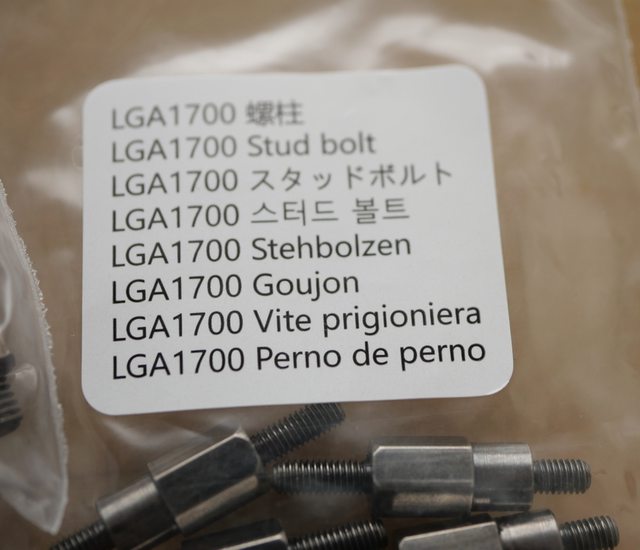 LGA1700 螺柱
LGA1700 Stud bolt
LGA1700 スタッドボルト
LGA1700 스터드 볼트
LGA1700 Stehbolzen
LGA1700 Goujon
LGA1700 Vite prigioniera
LGA1700 Perno de perno